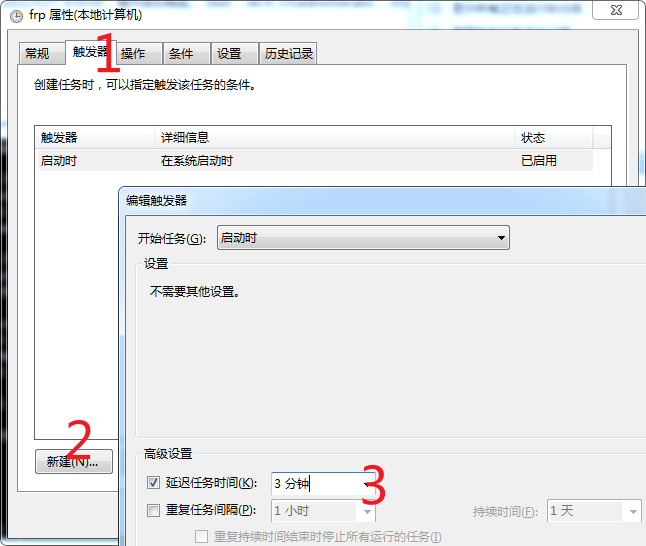 frp 属性(本地计算机)
常规 触发器 操作 条件 设置 历史记录
1
创建任务时，可以指定触发该任务的条件。
触发器 详细信息 状态
启动时 在系统启动时 已启用
编辑触发器
开始任务(G): 启动时
设置
不需要其他设置。
2
新建(N)...
高级设置
延迟任务时间(K): 3 分钟
3
重复任务间隔(P): 1 小时 持续时间(F): 1 天
重复持续时间结束时停止所有运行的任务(I)